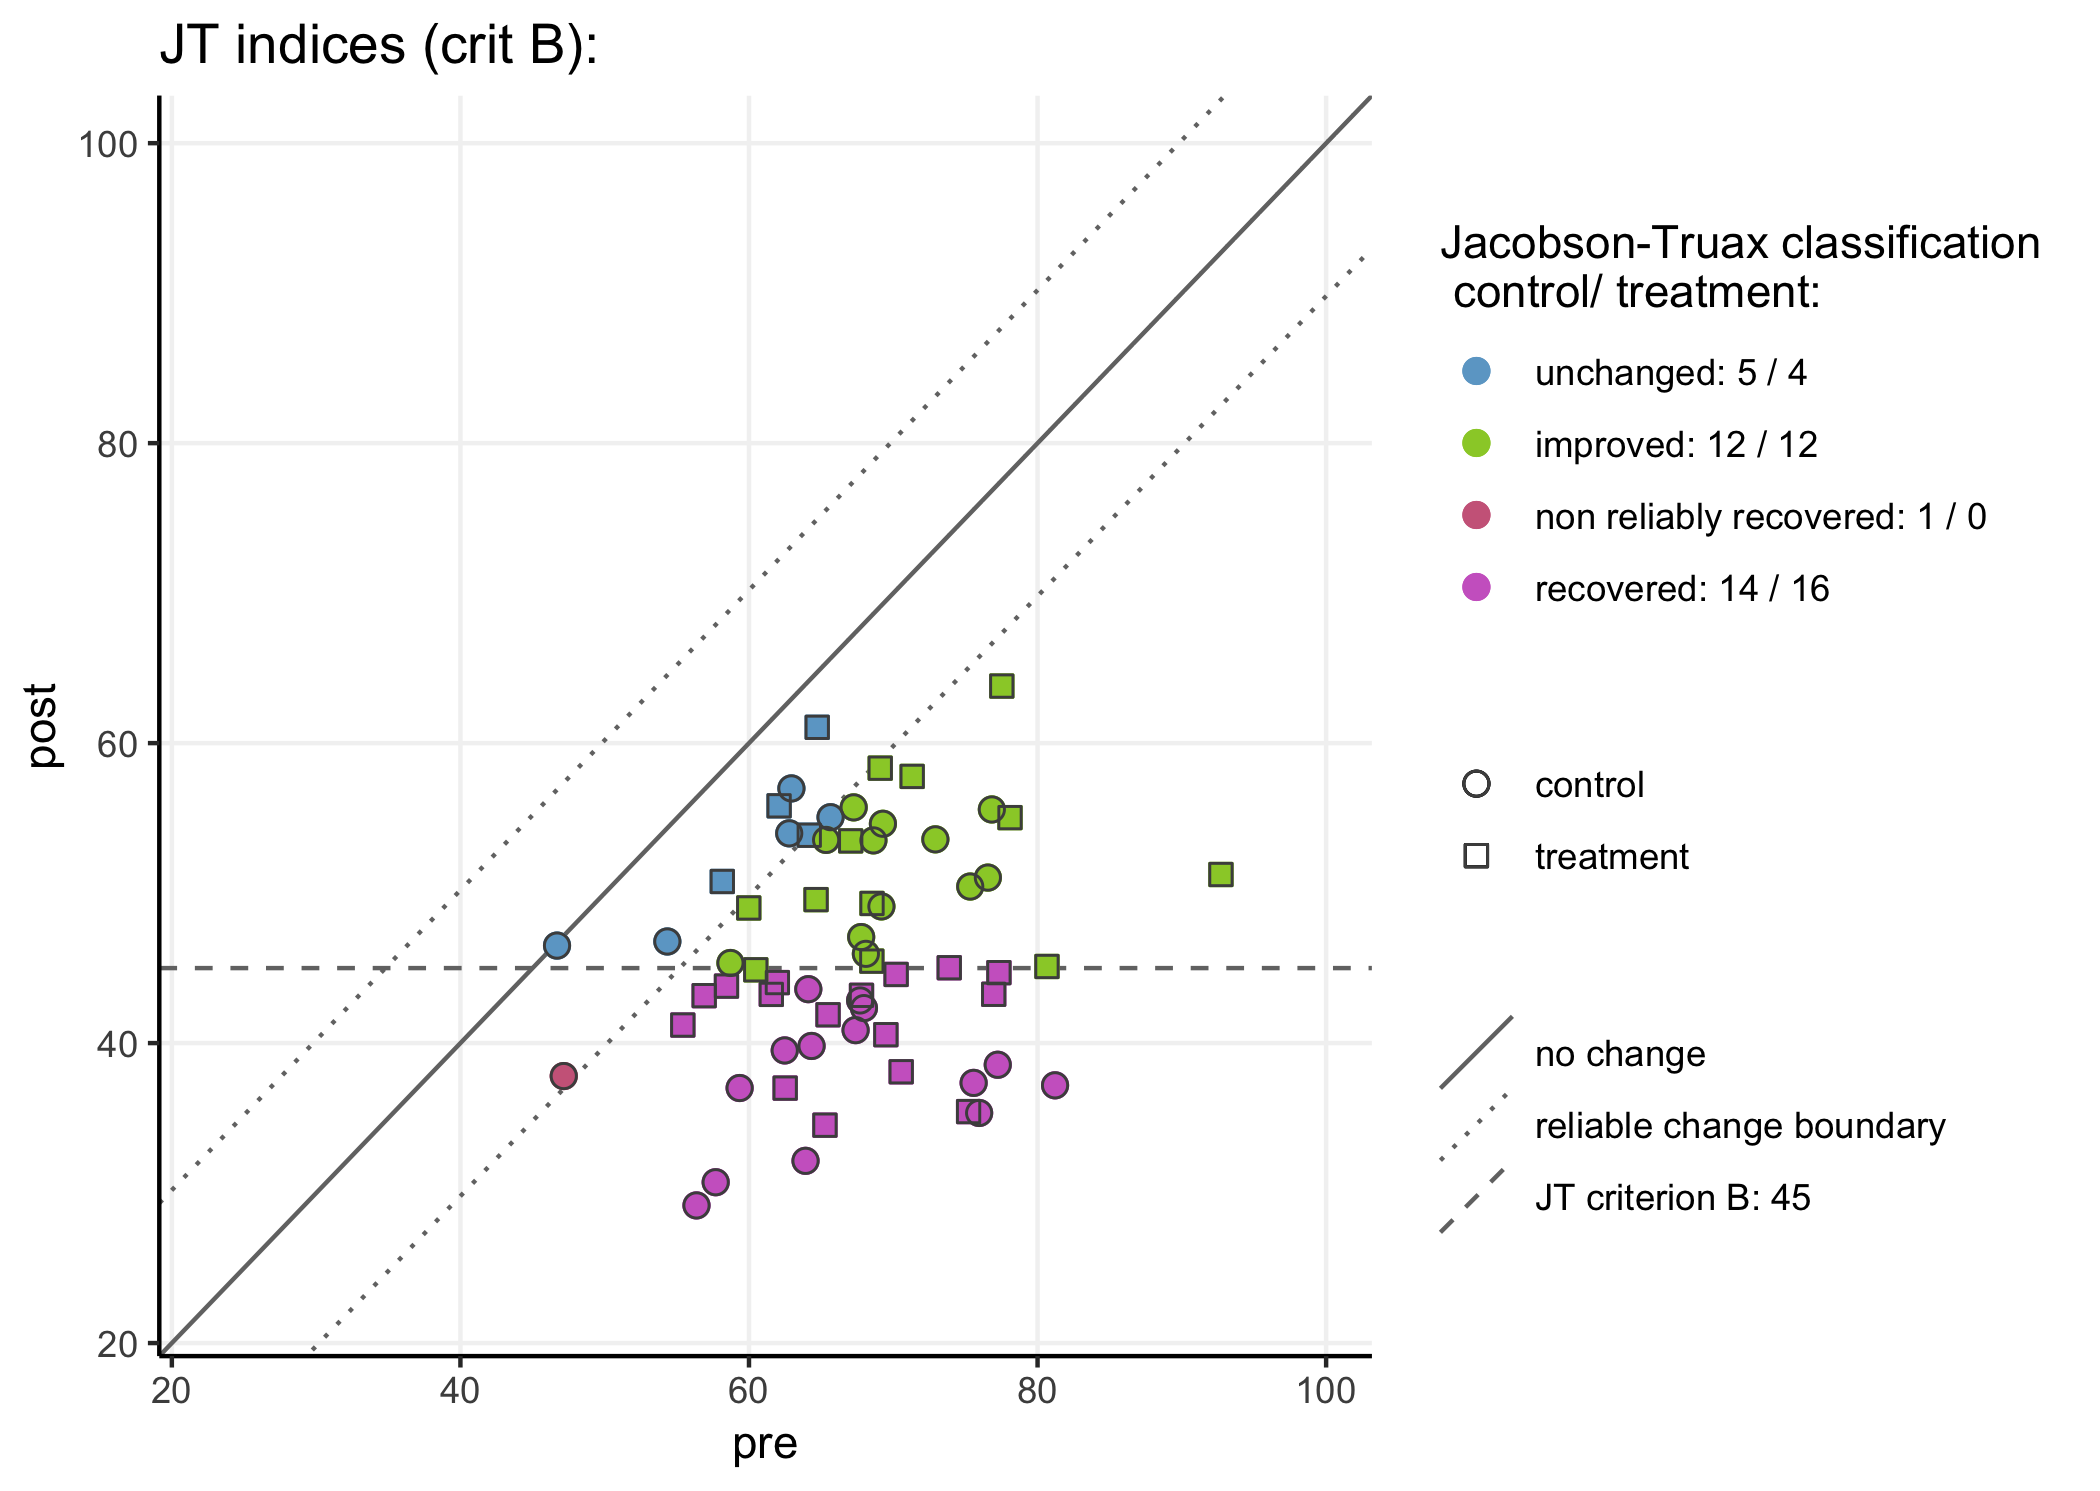 JT indices (crit B):
100
80
60
40
20
post
20 40 60 80 100
pre
Jacobson-Truax classification
control/ treatment:
unchanged: 5 / 4
improved: 12 / 12
non reliably recovered: 1 / 0
recovered: 14 / 16
control
treatment
no change
reliable change boundary
JT criterion B: 45